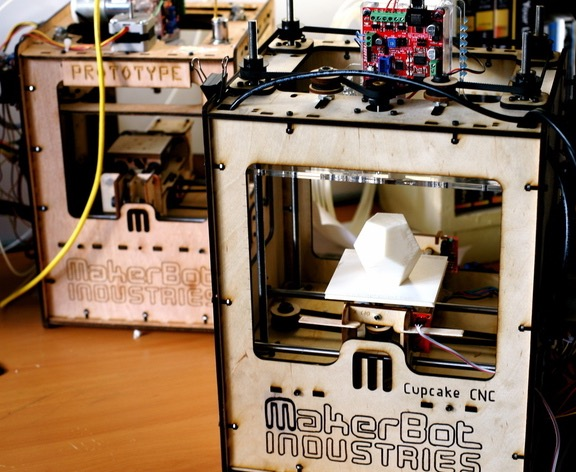 PROTOTYPE
M
MakerBot
INDUSTRIES
M
Cupcake CNC
MakerBot
INDUSTRIES